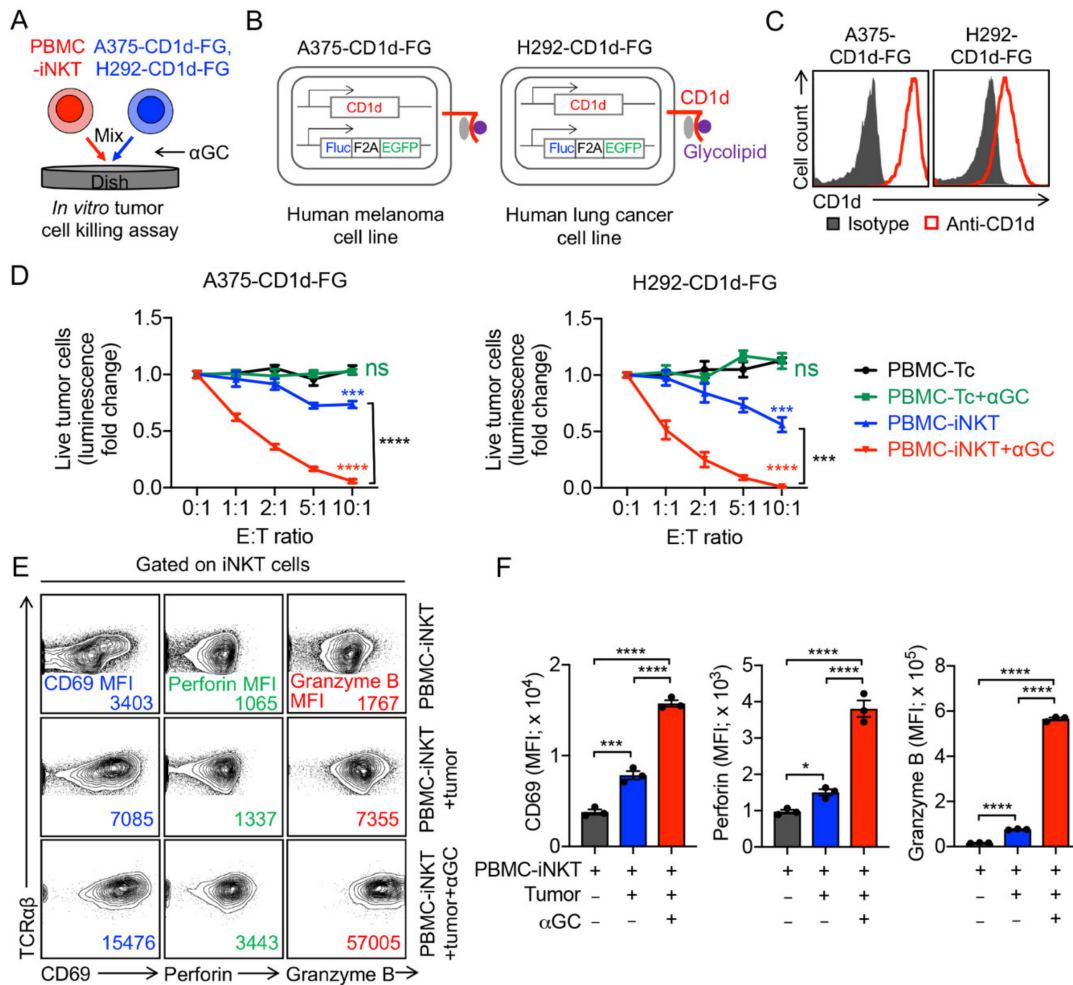 A
PBMC
-iNKT
A375-CD1d-FG,
H292-CD1d-FG
Mix
αGC
Dish
In vitro tumor
cell killing assay
B
A375-CD1d-FG
H292-CD1d-FG
CD1d
Fluc F2A EGFP
CD1d
Fluc F2A EGFP
CD1d
Glycolipid
Human melanoma
cell line
Human lung cancer
cell line
C
A375-
CD1d-FG
H292-
CD1d-FG
Cell count
CD1d
Isotype
Anti-CD1d
D
A375-CD1d-FG
Live tumor cells
(luminescence
fold change)
1.5
1.0
0.5
0.0
ns
***
****
****
0:1 1:1 2:1 5:1 10:1
E:T ratio
H292-CD1d-FG
Live tumor cells
(luminescence
fold change)
1.5
1.0
0.5
0.0
ns
***
****
***
0:1 1:1 2:1 5:1 10:1
E:T ratio
PBMC-Tc
PBMC-Tc+αGC
PBMC-iNKT
PBMC-iNKT+αGC
E
Gated on iNKT cells
CD69 MFI
3403
Perforin MFI
1065
Granzyme B
MFI 1767
PBMC-iNKT
7085
1337
7355
PBMC-iNKT
+tumor
15476
3443
57005
PBMC-iNKT
+tumor+αGC
TCRαβ
CD69
Perforin
Granzyme B
F
CD69 (MFI; x 10⁴)
2
1
0
****
****
***
Perforin (MFI; x 10³)
5
4
3
2
1
0
****
****
*
Granzyme B (MFI; x 10⁵)
8
6
4
2
0
****
****
****
PBMC-iNKT + + + + + + + + +
Tumor – + + – + + – + +
αGC – – + – – + – – +